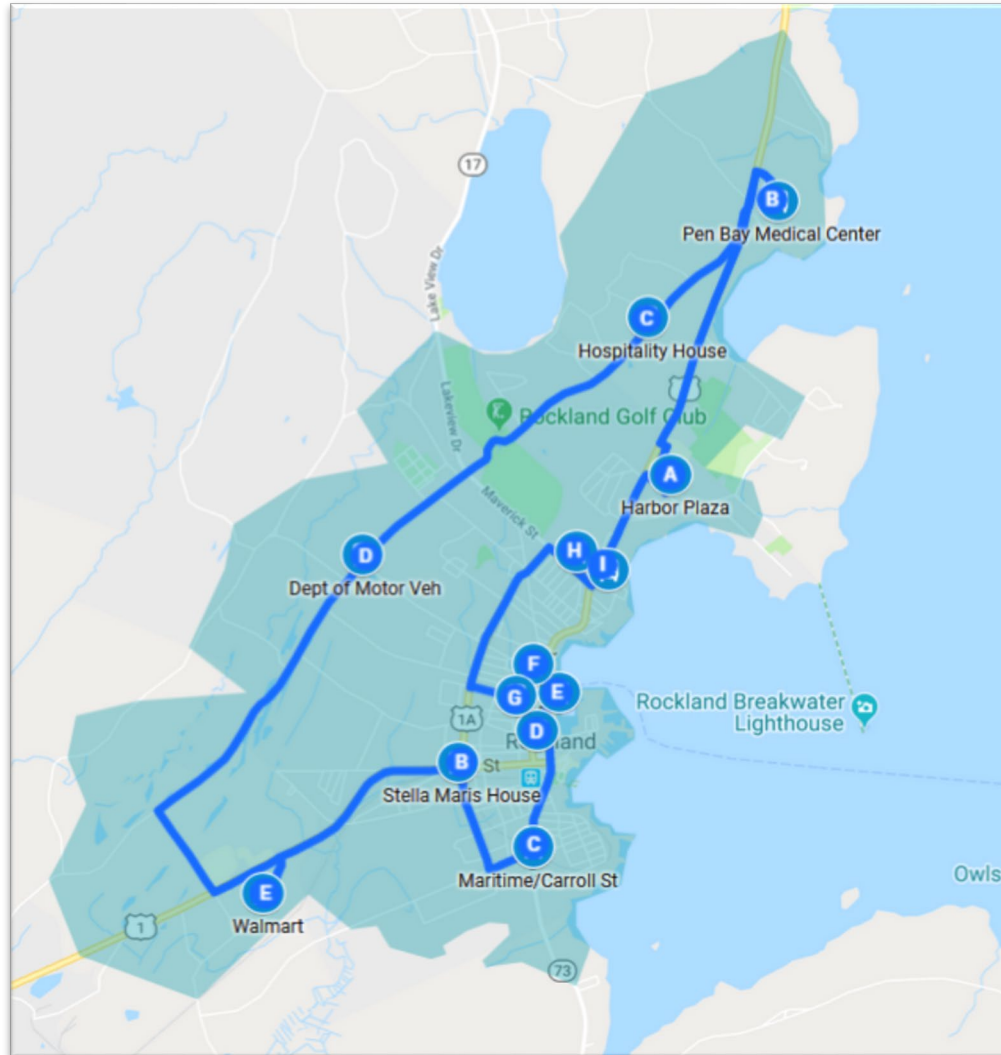 17
Lake View Dr
B
Pen Bay Medical Center
C
Hospitality House
Lakeview Dr
Rockland Golf Club
A
Harbor Plaza
Maverick St
H
I
D
Dept of Motor Veh
F
G
E
1A
Rockland Breakwater
Lighthouse
D
B
St
Stella Maris House
C
Maritime/Carroll St
Owls
E
Walmart
1
73